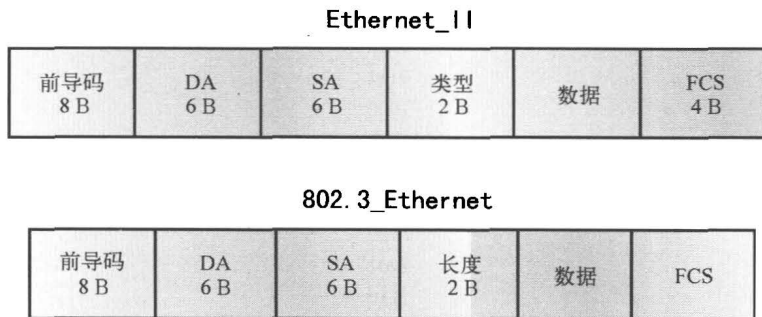 Ethernet_II
前导码 DA SA 类型 数据 FCS
8 B 6 B 6 B 2 B 4 B
802.3_Ethernet
前导码 DA SA 长度 数据 FCS
8 B 6 B 6 B 2 B